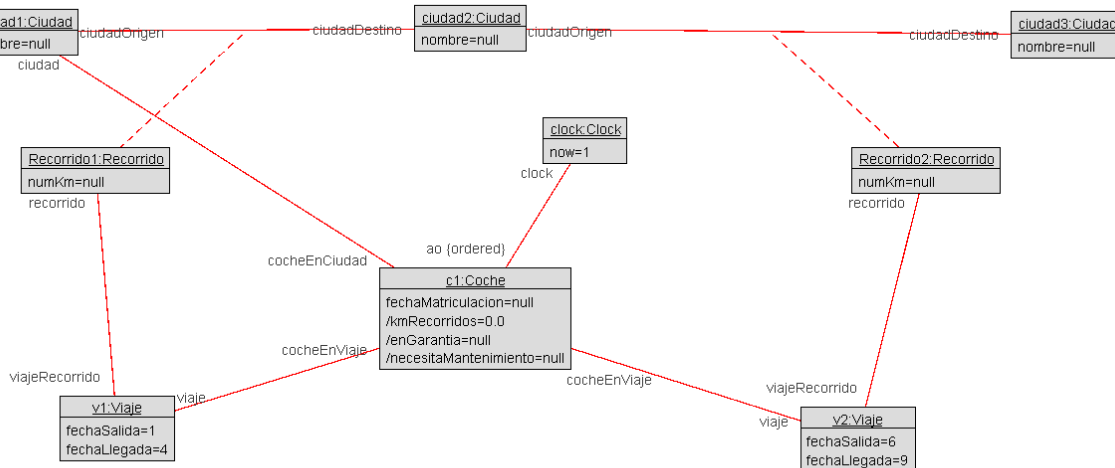 ad1:Ciudad
bre=null
ciudadOrigen
ciudadDestino
ciudad2:Ciudad
nombre=null
ciudadOrigen
ciudadDestino
ciudad3:Ciudad
nombre=null
ciudad
clock:Clock
now=1
clock
Recorrido1:Recorrido
numKm=null
recorrido
Recorrido2:Recorrido
numKm=null
recorrido
ao {ordered}
cocheEnCiudad
c1:Coche
fechaMatriculacion=null
/kmRecorridos=0.0
/enGarantia=null
/necesitaMantenimiento=null
cocheEnViaje
cocheEnViaje
viajeRecorrido
viaje
v1:Viaje
fechaSalida=1
fechaLlegada=4
viajeRecorrido
viaje
v2:Viaje
fechaSalida=6
fechaLlegada=9